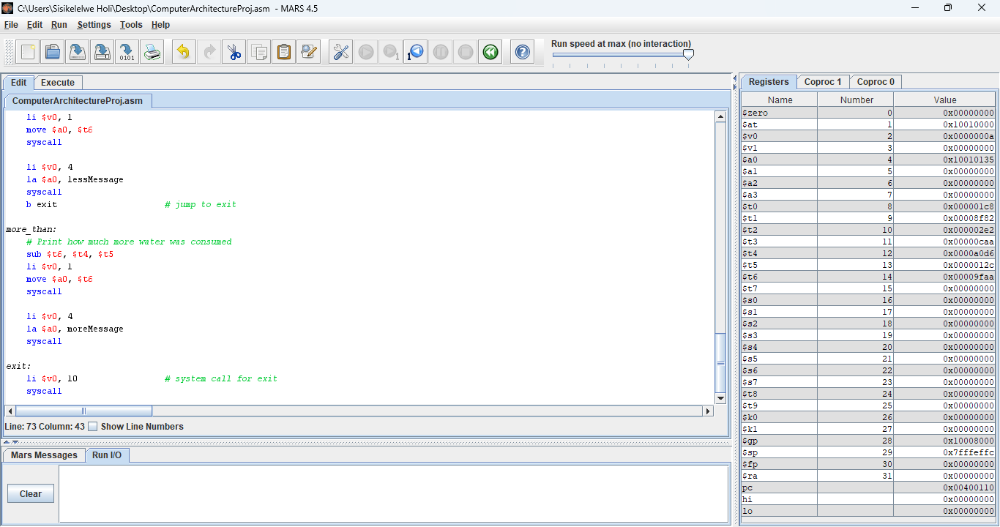 C:\Users\Sisikelelwe Holi\Desktop\ComputerArchitectureProj.asm - MARS 4.5
File Edit Run Settings Tools Help
Run speed at max (no interaction)
Edit Execute
ComputerArchitectureProj.asm
li $v0, 1
move $a0, $t6
syscall
li $v0, 4
la $a0, lessMessage
syscall
b exit # jump to exit
more_than:
# Print how much more water was consumed
sub $t6, $t4, $t5
li $v0, 1
move $a0, $t6
syscall
li $v0, 4
la $a0, moreMessage
syscall
exit:
li $v0, 10 # system call for exit
syscall
Line: 73 Column: 43 Show Line Numbers
Mars Messages Run I/O
Clear
Registers Coproc 1 Coproc 0
Name Number Value
$zero 0 0x00000000
$at 1 0x10010000
$v0 2 0x0000000a
$v1 3 0x00000000
$a0 4 0x10010135
$a1 5 0x00000000
$a2 6 0x00000000
$a3 7 0x00000000
$t0 8 0x000001c8
$t1 9 0x00008f82
$t2 10 0x000002e2
$t3 11 0x00000caa
$t4 12 0x0000a0d6
$t5 13 0x0000012c
$t6 14 0x00009faa
$t7 15 0x00000000
$s0 16 0x00000000
$s1 17 0x00000000
$s2 18 0x00000000
$s3 19 0x00000000
$s4 20 0x00000000
$s5 21 0x00000000
$s6 22 0x00000000
$s7 23 0x00000000
$t8 24 0x00000000
$t9 25 0x00000000
$k0 26 0x00000000
$k1 27 0x00000000
$gp 28 0x10008000
$sp 29 0x7fffeffc
$fp 30 0x00000000
$ra 31 0x00000000
pc 0x00400110
hi 0x00000000
lo 0x00000000